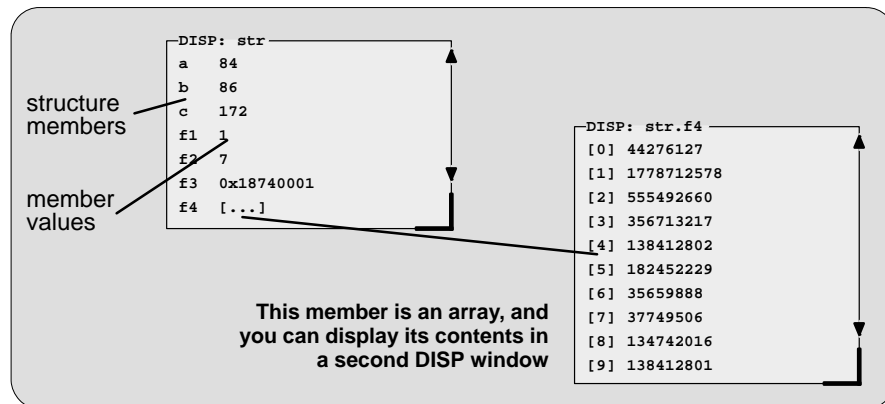 DISP: str
a 84
b 86
c 172
f1 1
f2 7
f3 0x18740001
f4 [...]
structure
members
member
values
DISP: str.f4
[0] 44276127
[1] 1778712578
[2] 555492660
[3] 356713217
[4] 138412802
[5] 182452229
[6] 35659888
[7] 37749506
[8] 134742016
[9] 138412801
This member is an array, and
you can display its contents in
a second DISP window